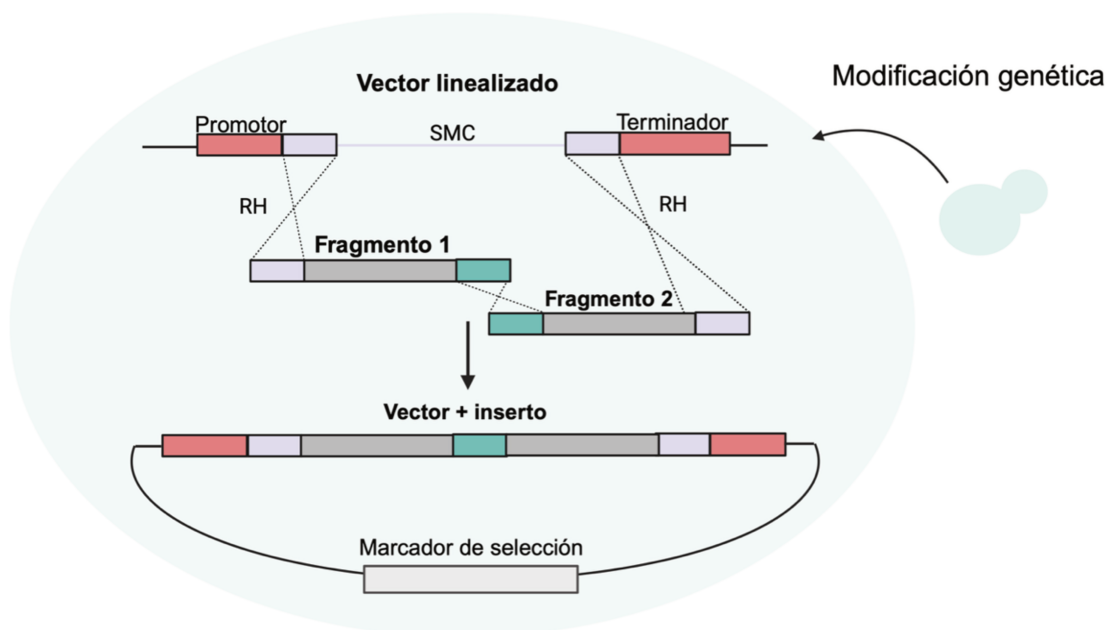 Modificación genética
Vector linealizado
Promotor
SMC
Terminador
RH
RH
Fragmento 1
Fragmento 2
Vector + inserto
Marcador de selección